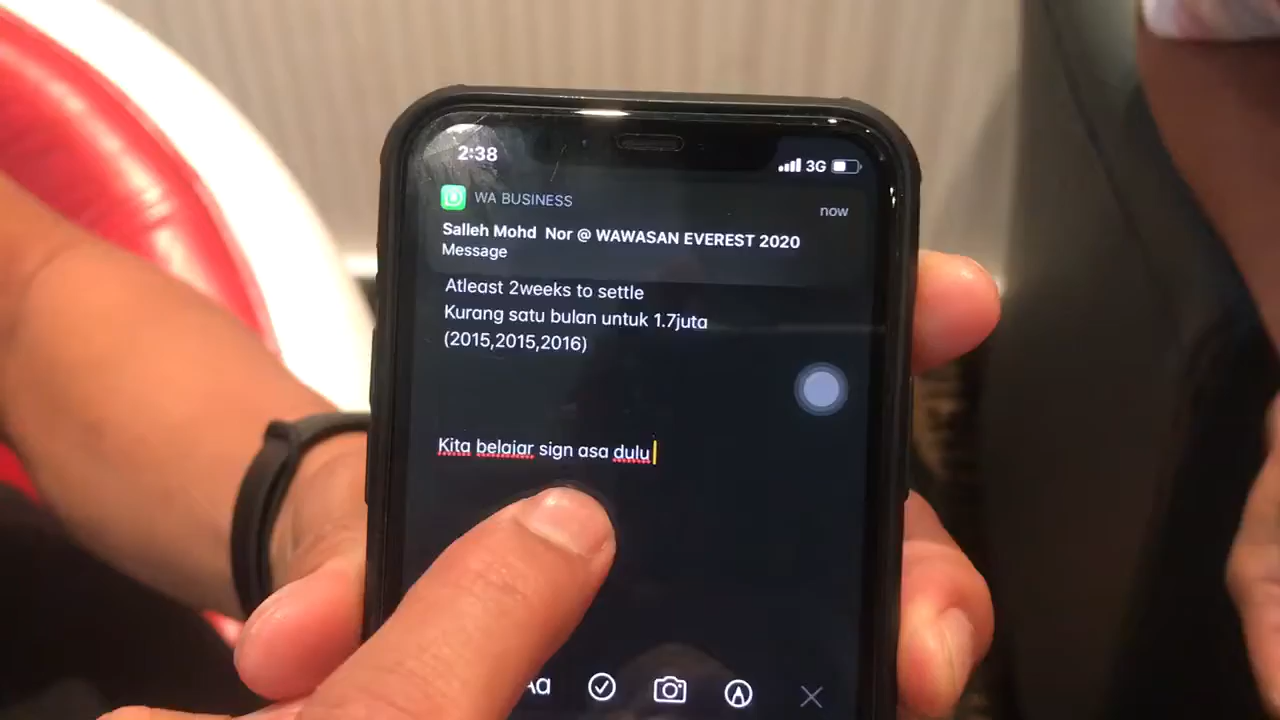 2:38
3G
WA BUSINESS
now
Salleh Mohd Nor @ WAWASAN EVEREST 2020
Message
Atleast 2weeks to settle
Kurang satu bulan untuk 1.7juta
(2015,2015,2016)
Kita belajar sign asa dulu
Aa